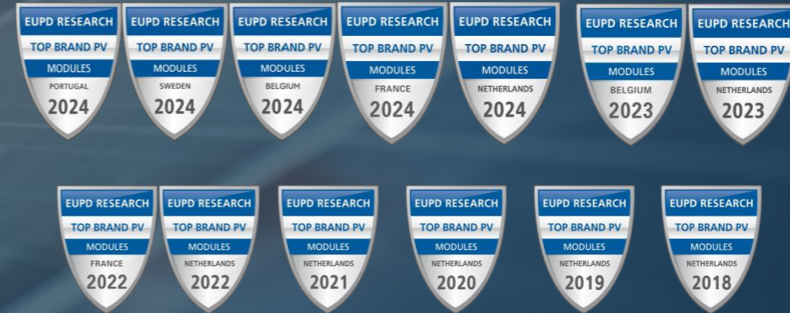 EUPD RESEARCH
TOP BRAND PV
MODULES
PORTUGAL
2024
EUPD RESEARCH
TOP BRAND PV
MODULES
SWEDEN
2024
EUPD RESEARCH
TOP BRAND PV
MODULES
BELGIUM
2024
EUPD RESEARCH
TOP BRAND PV
MODULES
FRANCE
2024
EUPD RESEARCH
TOP BRAND PV
MODULES
NETHERLANDS
2024
EUPD RESEARCH
TOP BRAND PV
MODULES
BELGIUM
2023
EUPD RESEARCH
TOP BRAND PV
MODULES
NETHERLANDS
2023
EUPD RESEARCH
TOP BRAND PV
MODULES
FRANCE
2022
EUPD RESEARCH
TOP BRAND PV
MODULES
NETHERLANDS
2022
EUPD RESEARCH
TOP BRAND PV
MODULES
NETHERLANDS
2021
EUPD RESEARCH
TOP BRAND PV
MODULES
NETHERLANDS
2020
EUPD RESEARCH
TOP BRAND PV
MODULES
NETHERLANDS
2019
EUPD RESEARCH
TOP BRAND PV
MODULES
NETHERLANDS
2018